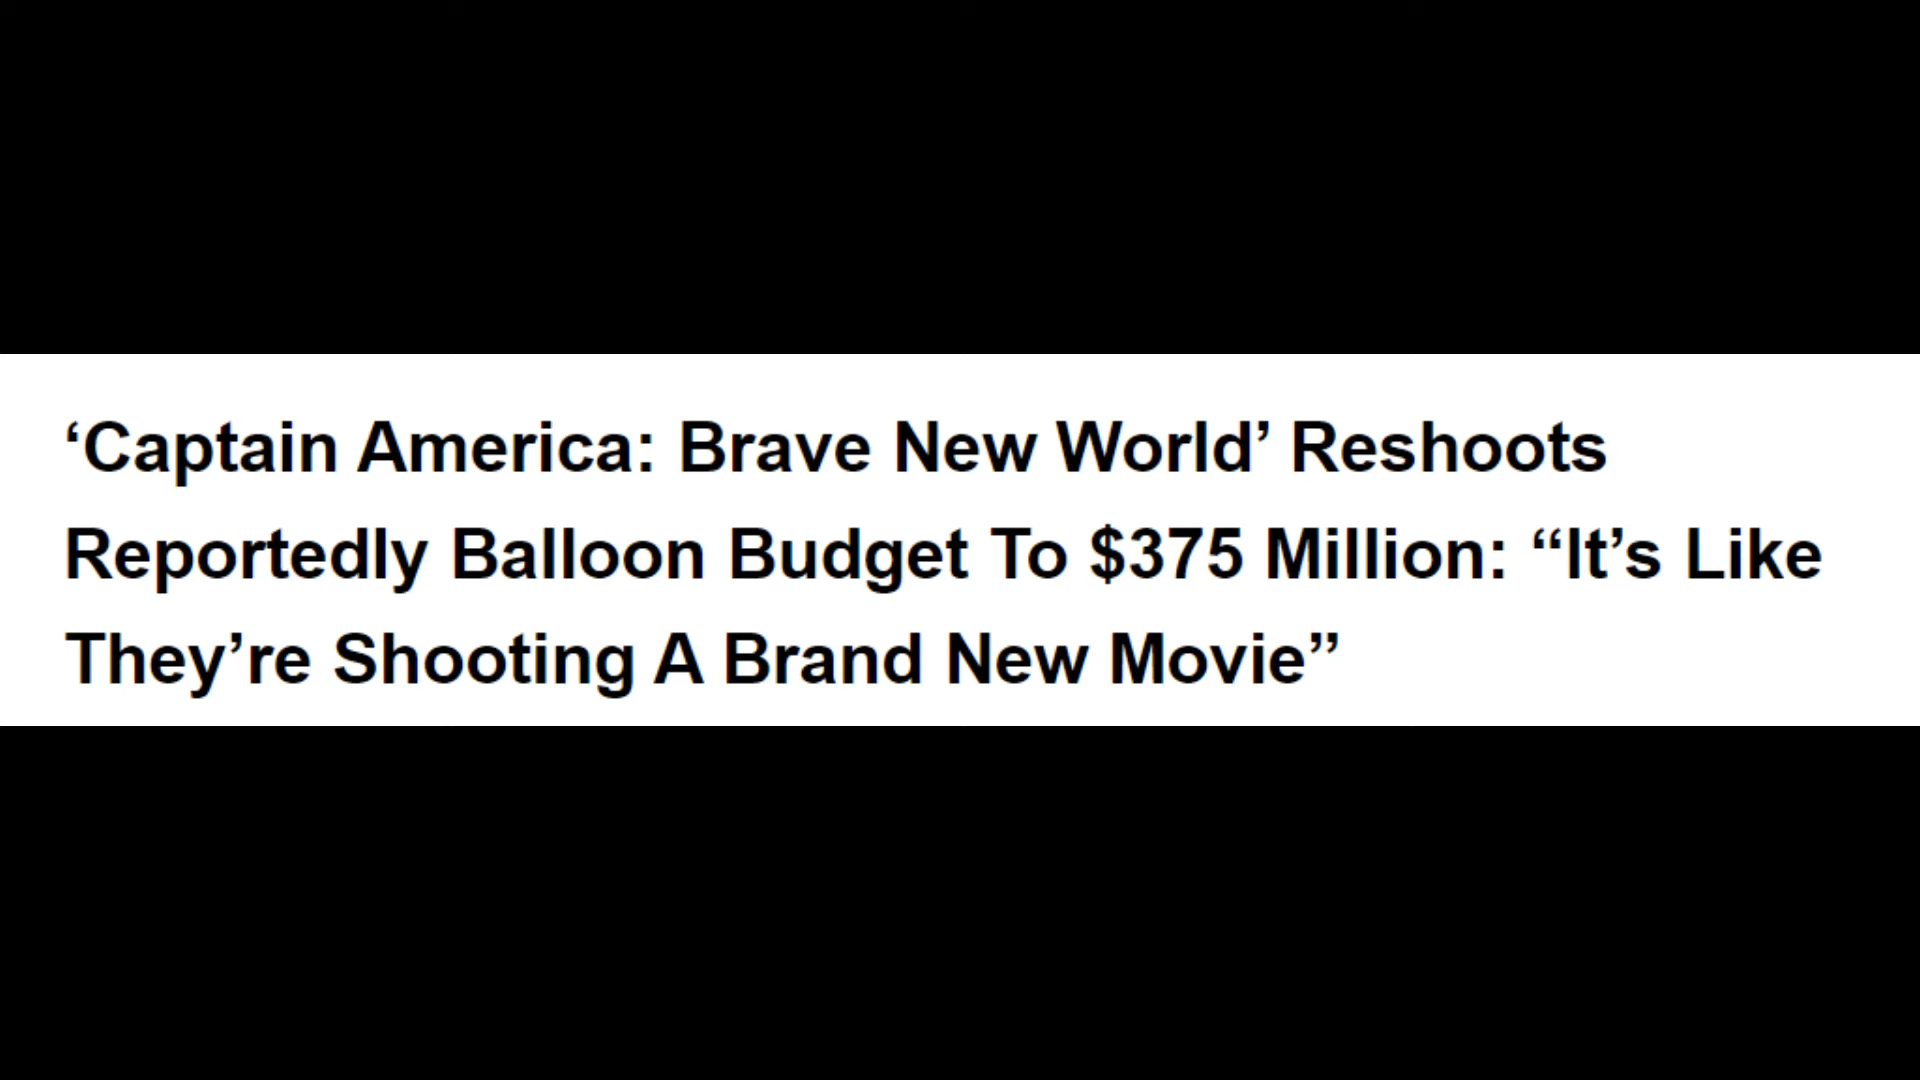 ‘Captain America: Brave New World’ Reshoots
Reportedly Balloon Budget To $375 Million: “It’s Like
They’re Shooting A Brand New Movie”